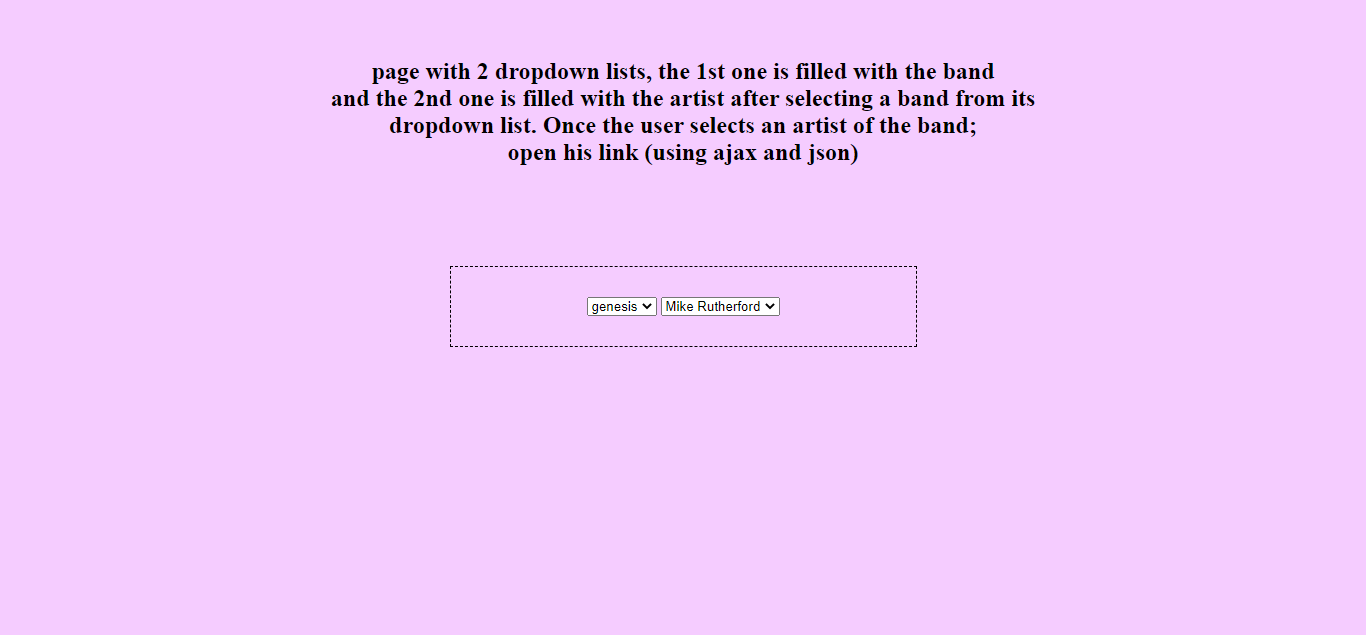 page with 2 dropdown lists, the 1st one is filled with the band
and the 2nd one is filled with the artist after selecting a band from its
dropdown list. Once the user selects an artist of the band;
open his link (using ajax and json)
genesis Mike Rutherford